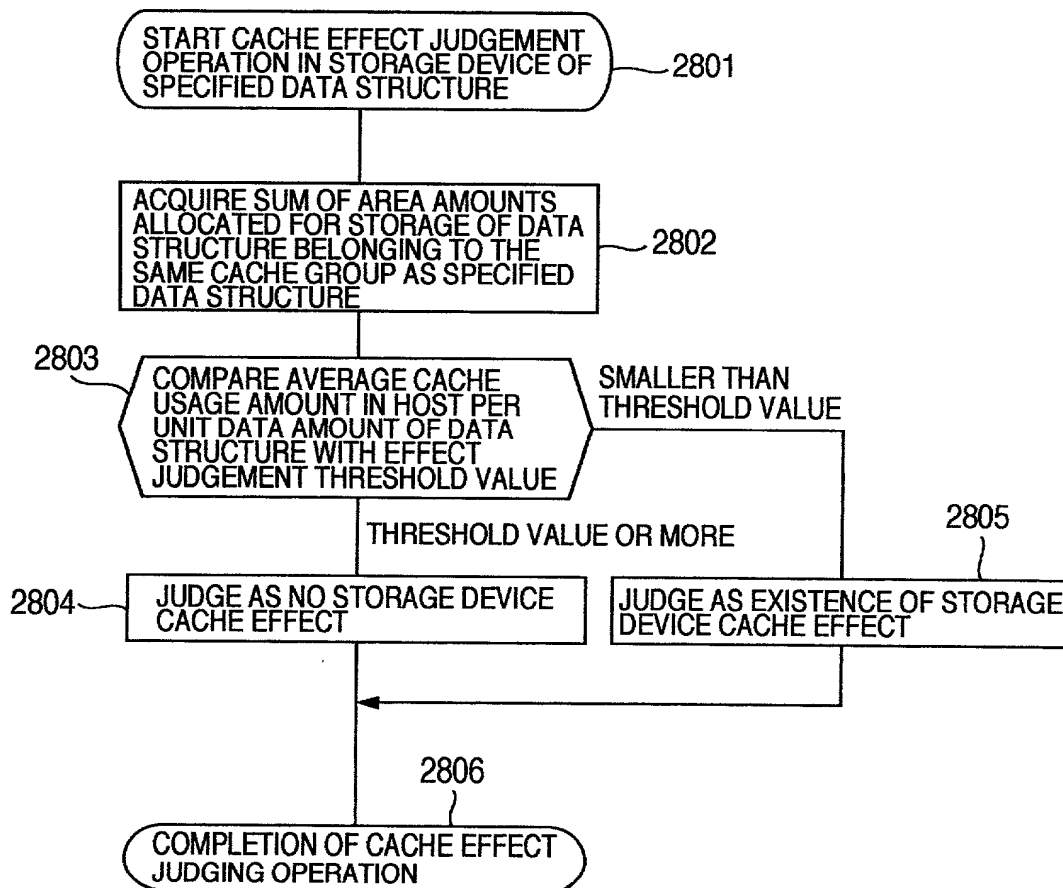 START CACHE EFFECT JUDGEMENT
OPERATION IN STORAGE DEVICE OF
SPECIFIED DATA STRUCTURE
2801
ACQUIRE SUM OF AREA AMOUNTS
ALLOCATED FOR STORAGE OF DATA
STRUCTURE BELONGING TO THE
SAME CACHE GROUP AS SPECIFIED
DATA STRUCTURE
2802
2803
COMPARE AVERAGE CACHE
USAGE AMOUNT IN HOST PER
UNIT DATA AMOUNT OF DATA
STRUCTURE WITH EFFECT
JUDGEMENT THRESHOLD VALUE
SMALLER THAN
THRESHOLD VALUE
THRESHOLD VALUE OR MORE
2804
JUDGE AS NO STORAGE DEVICE
CACHE EFFECT
2805
JUDGE AS EXISTENCE OF STORAGE
DEVICE CACHE EFFECT
2806
COMPLETION OF CACHE EFFECT
JUDGING OPERATION